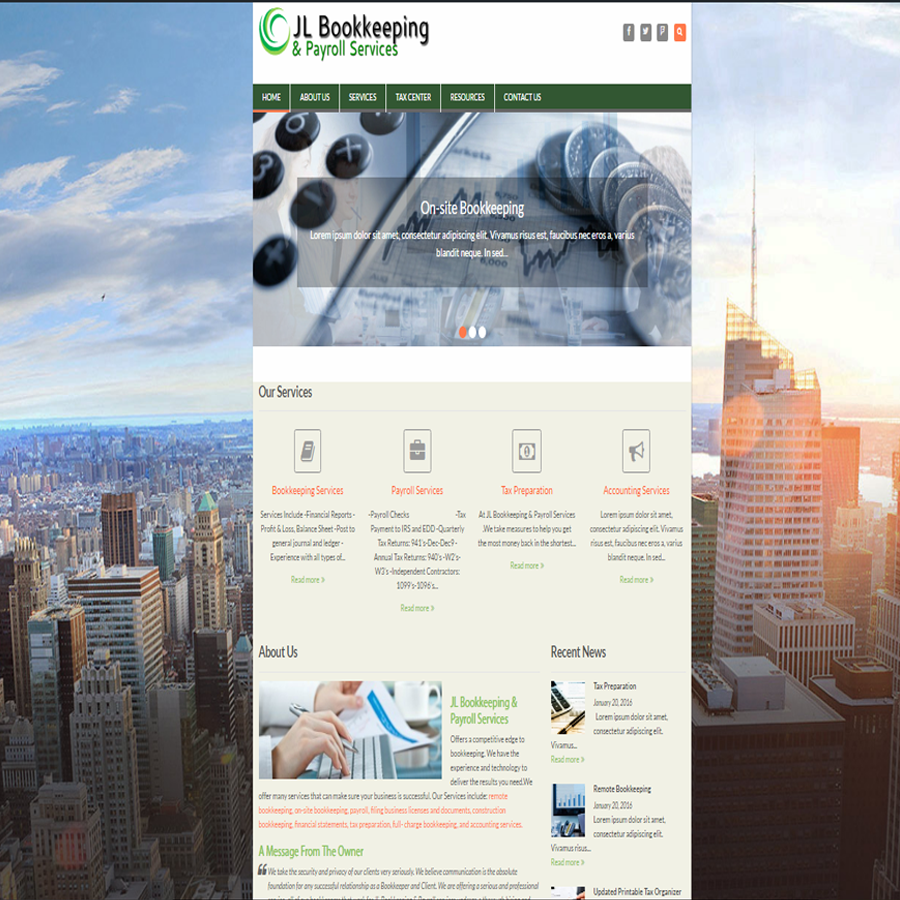 JL Bookkeeping
& Payroll Services
HOME
ABOUT US
SERVICES
TAX CENTER
RESOURCES
CONTACT US
On-site Bookkeeping
Lorem ipsum dolor sit amet, consectetur adipiscing elit. Vivamus risus est, faucibus nec eros a, varius
blandit neque. In sed...
Our Services
Bookkeeping Services
Services Include -Financial Reports -
Profit & Loss, Balance Sheet -Post to
general journal and ledger -
Experience with all types of...
Read more »
Payroll Services
-Payroll Checks -Tax
Payment to IRS and EDD -Quarterly
Tax Returns: 941's-Dec-Dec9 -
Annual Tax Returns: 940's -W2's-
W3's -Independent Contractors:
1099's-1096's...
Read more »
Tax Preparation
At JL Bookkeeping & Payroll Services
.We take measures to help you get
the most money back in the shortest...
Read more »
Accounting Services
Lorem ipsum dolor sit amet,
consectetur adipiscing elit. Vivamus
risus est, faucibus nec eros a, varius
blandit neque. In sed...
Read more »
About Us
JL Bookkeeping &
Payroll Services
Offers a competitive edge to
bookkeeping. We have the
experience and technology to
deliver the results you need.We
offer many services that can make sure your business is successful. Our Services include: remote
bookkeeping, on-site bookkeeping, payroll, filing business licenses and documents, construction
bookkeeping, financial statements, tax preparation, full-charge bookkeeping, and accounting services.
A Message From The Owner
We take the security and privacy of our clients very seriously. We believe communication is the absolute
foundation for any successful relationship as a Bookkeeper and Client. We are offering a serious and professional
Recent News
Tax Preparation
January 20, 2016
Lorem ipsum dolor sit amet,
consectetur adipiscing elit.
Vivamus...
Read more »
Remote Bookkeeping
January 20, 2016
Lorem ipsum dolor sit amet,
consectetur adipiscing elit.
Vivamus risus...
Read more »
Updated Printable Tax Organizer